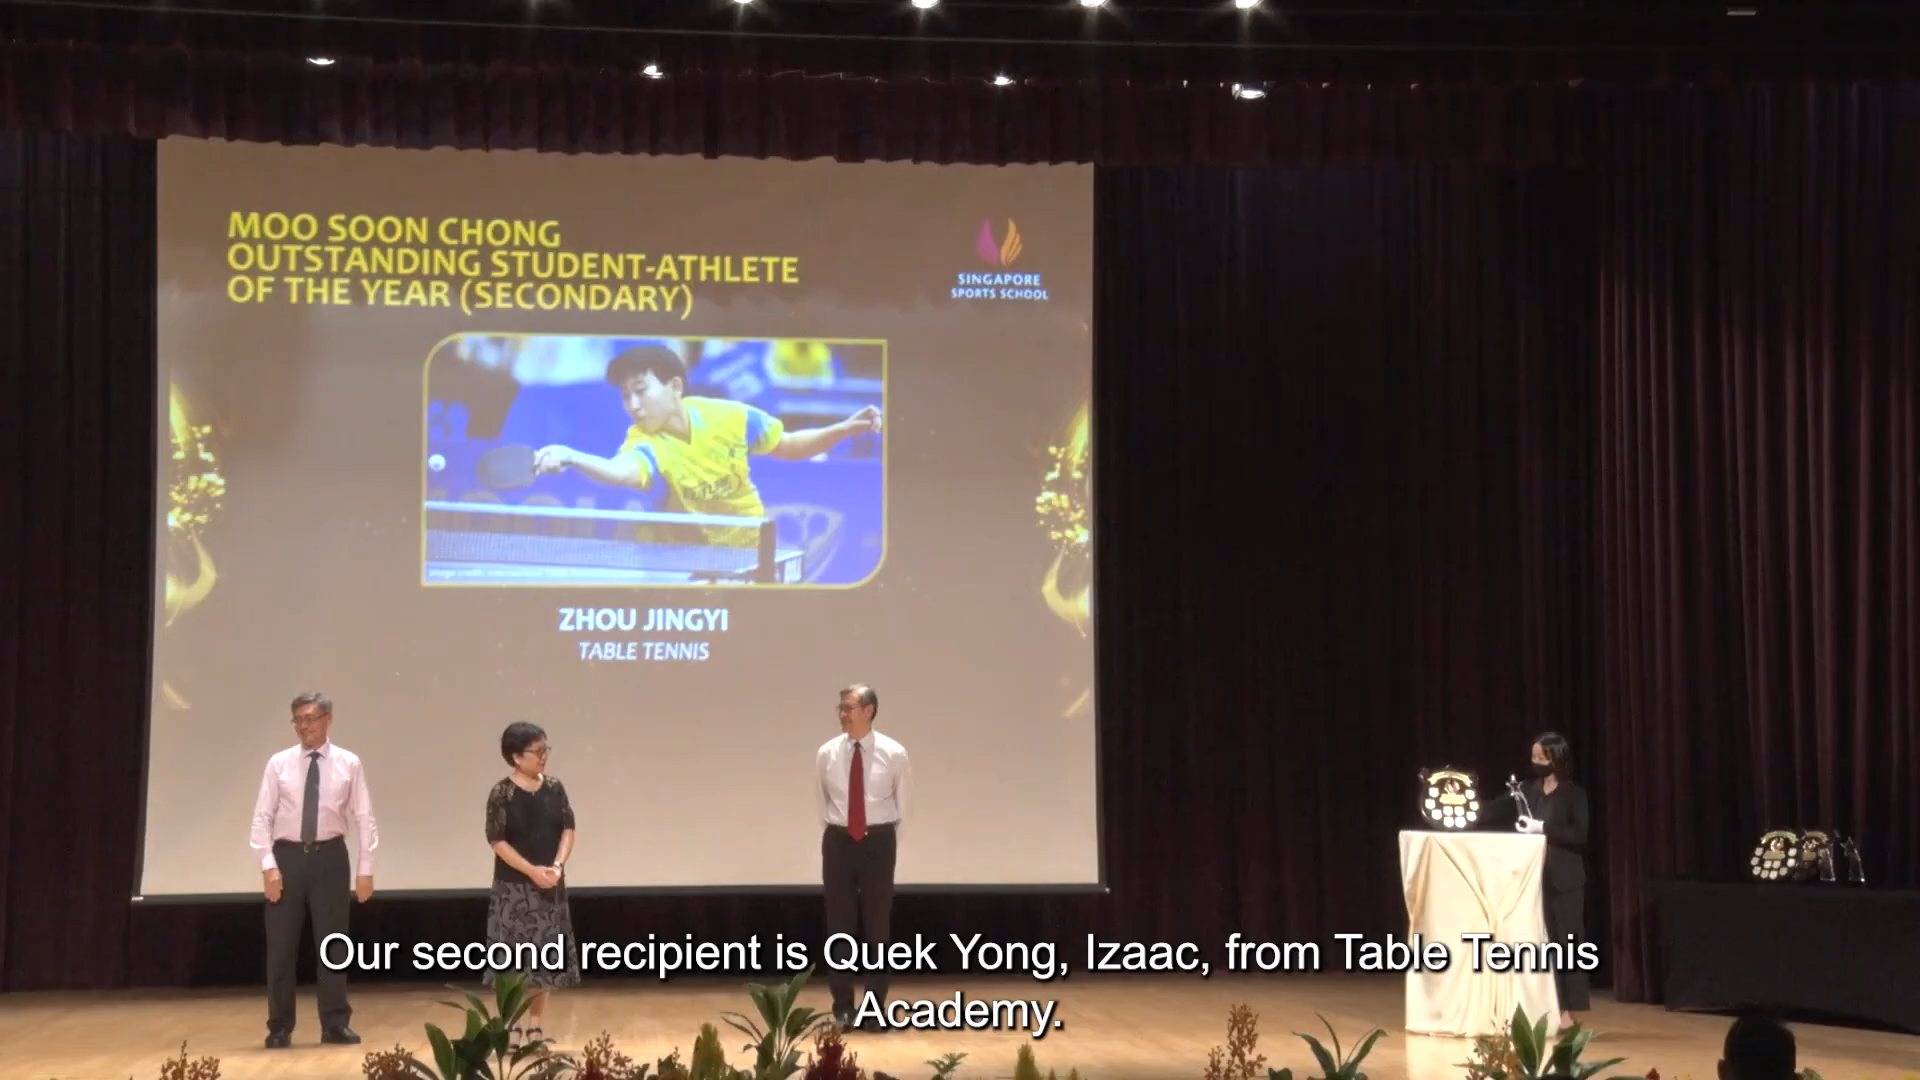 MOO SOON CHONG
OUTSTANDING STUDENT-ATHLETE
OF THE YEAR (SECONDARY)
SINGAPORE
SPORTS SCHOOL
ZHOU JINGYI
TABLE TENNIS
Our second recipient is Quek Yong, Izaac, from Table Tennis
Academy.